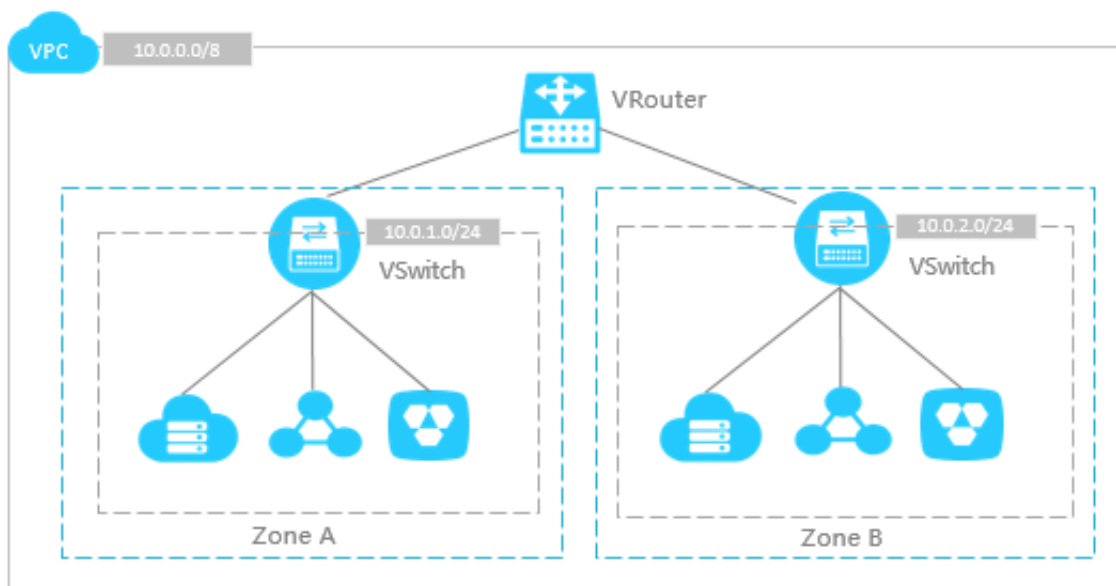 VPC
10.0.0.0/8
VRouter
10.0.1.0/24
VSwitch
10.0.2.0/24
VSwitch
Zone A
Zone B